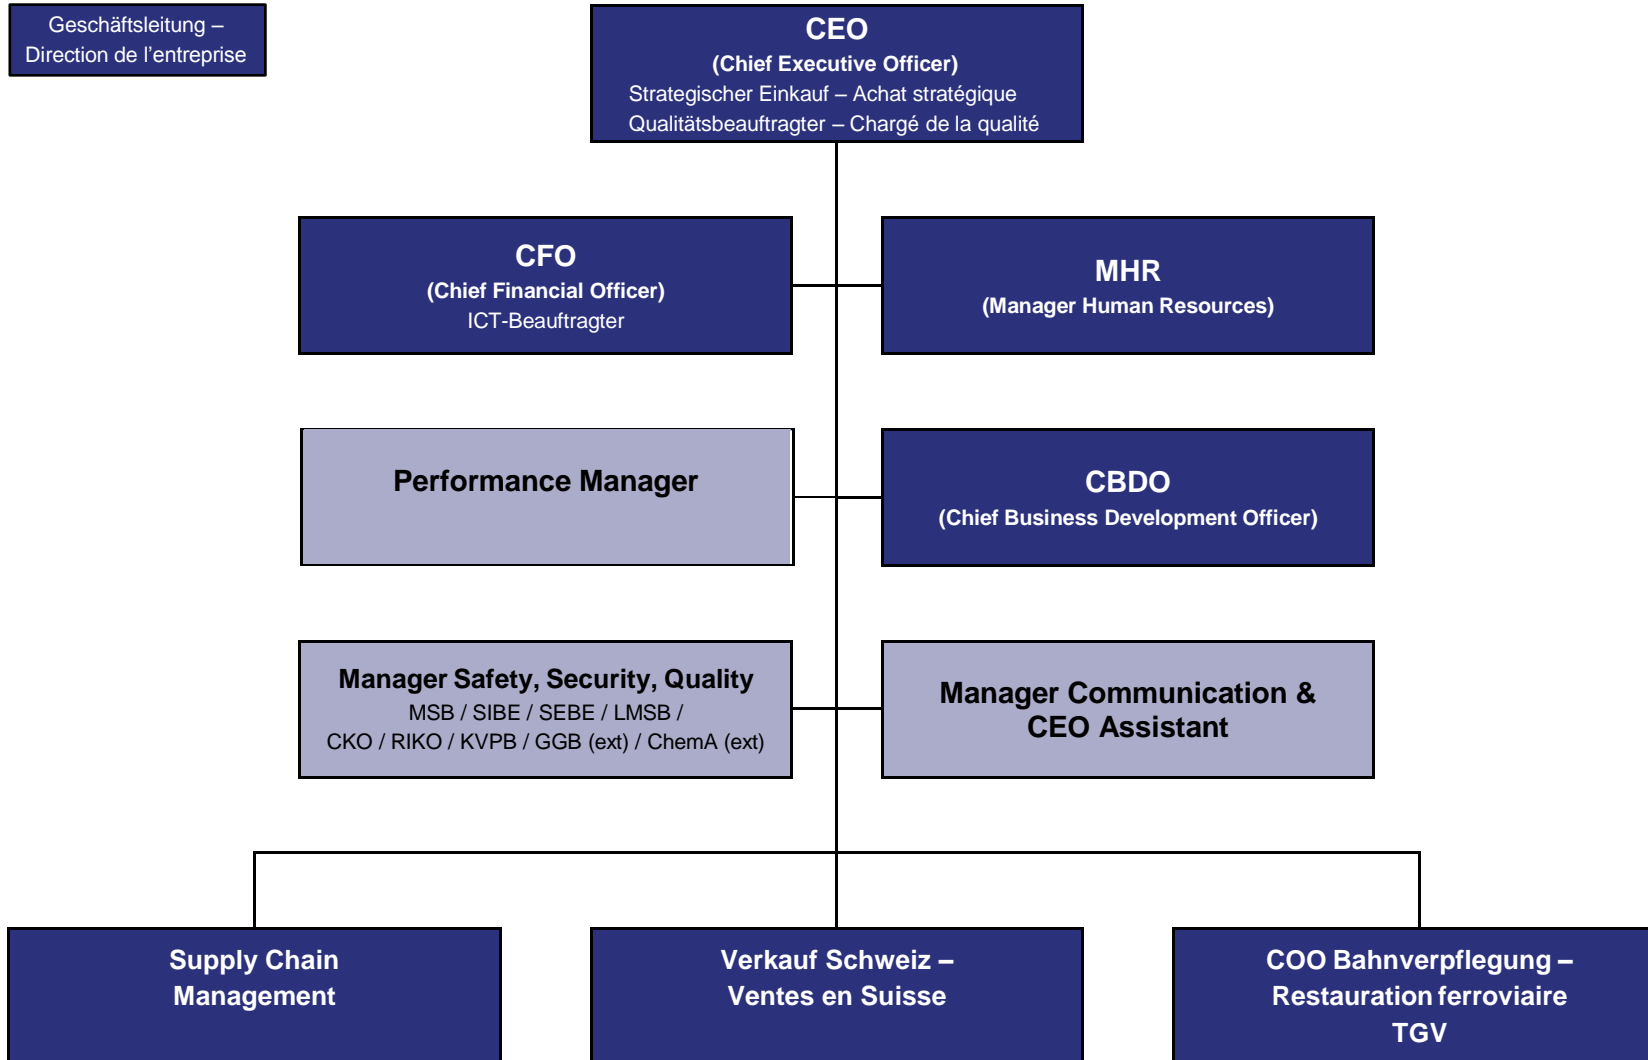 Geschäftsleitung –
Direction de l'entreprise
CEO
(Chief Executive Officer)
Strategischer Einkauf – Achat stratégique
Qualitätsbeauftragter – Chargé de la qualité
CFO
(Chief Financial Officer)
ICT-Beauftragter
MHR
(Manager Human Resources)
Performance Manager
CBDO
(Chief Business Development Officer)
Manager Safety, Security, Quality
MSB / SIBE / SEBE / LMSB /
CKO / RIKO / KVPB / GGB (ext) / ChemA (ext)
Manager Communication &
CEO Assistant
Supply Chain
Management
Verkauf Schweiz –
Ventes en Suisse
COO Bahnverpflegung –
Restauration ferroviaire
TGV